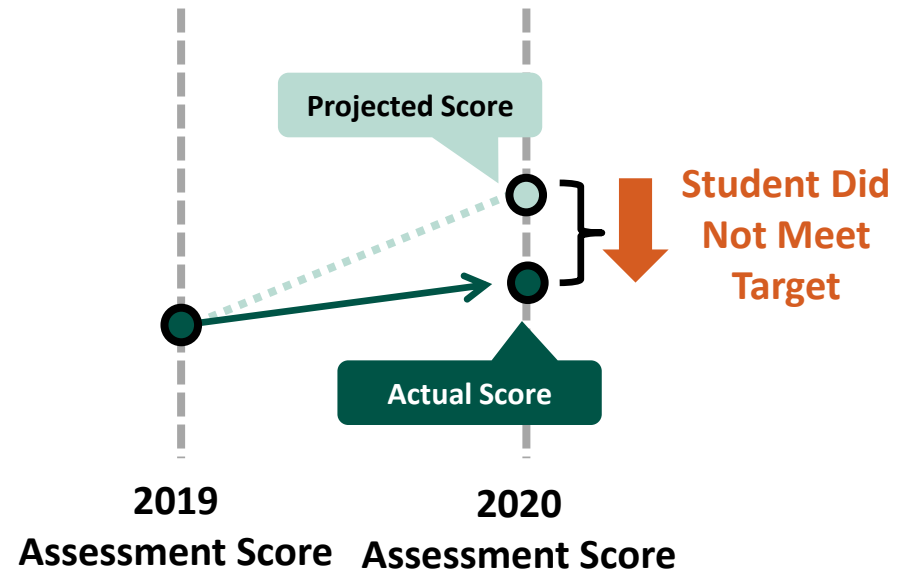 Projected Score
Student Did
Not Meet
Target
Actual Score
2019
Assessment Score
2020
Assessment Score